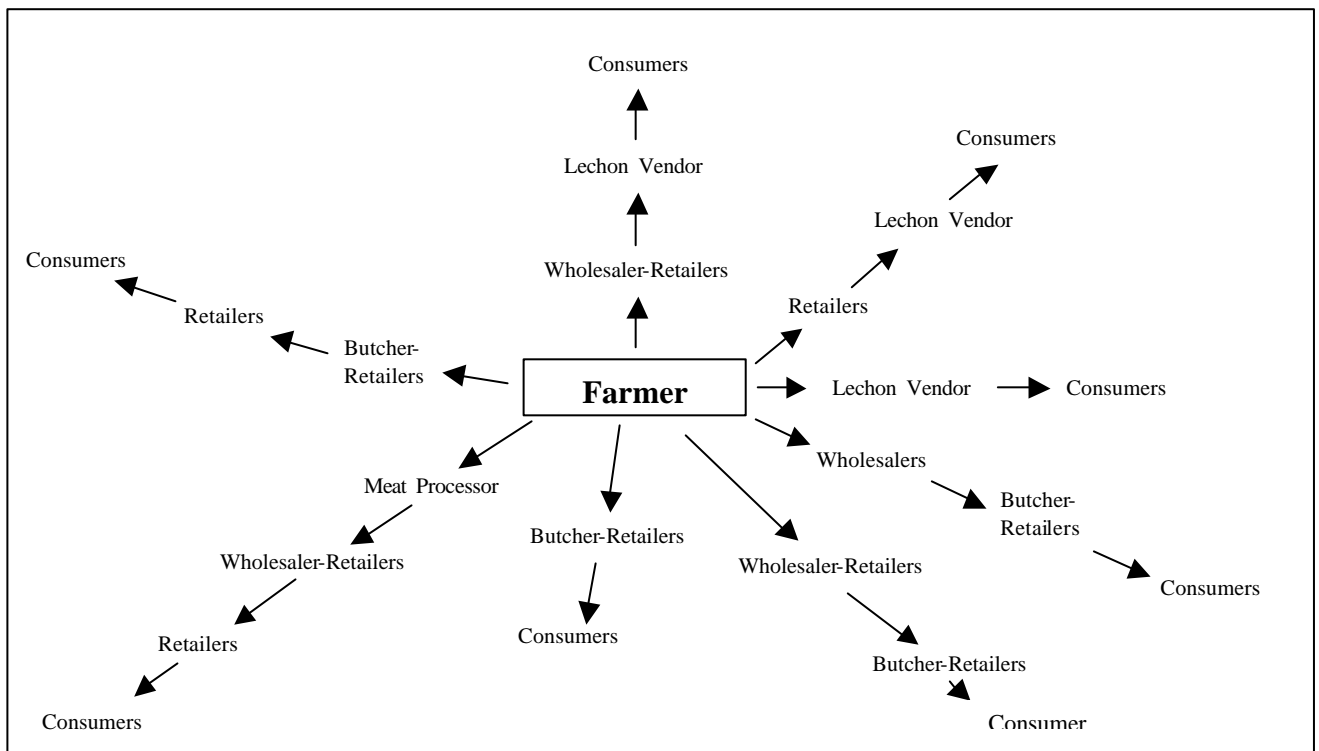 Consumers
Consumers
Lechon Vendor
Lechon Vendor
Consumers
Wholesaler-Retailers
Retailers
Retailers
Butcher-
Retailers
Farmer
Lechon Vendor
Consumers
Wholesalers
Meat Processor
Butcher-
Retailers
Butcher-Retailers
Wholesaler-Retailers
Wholesaler-Retailers
Consumers
Consumers
Retailers
Butcher-Retailers
Consumers
Consumer